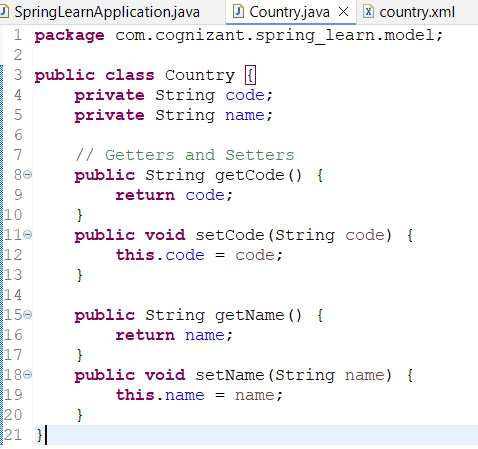 SpringLearnApplication.java Country.java country.xml
1 package com.cognizant.spring_learn.model;
2
3 public class Country {
4     private String code;
5     private String name;
6
7     // Getters and Setters
8     public String getCode() {
9         return code;
10     }
11     public void setCode(String code) {
12         this.code = code;
13     }
14
15     public String getName() {
16         return name;
17     }
18     public void setName(String name) {
19         this.name = name;
20     }
21 }